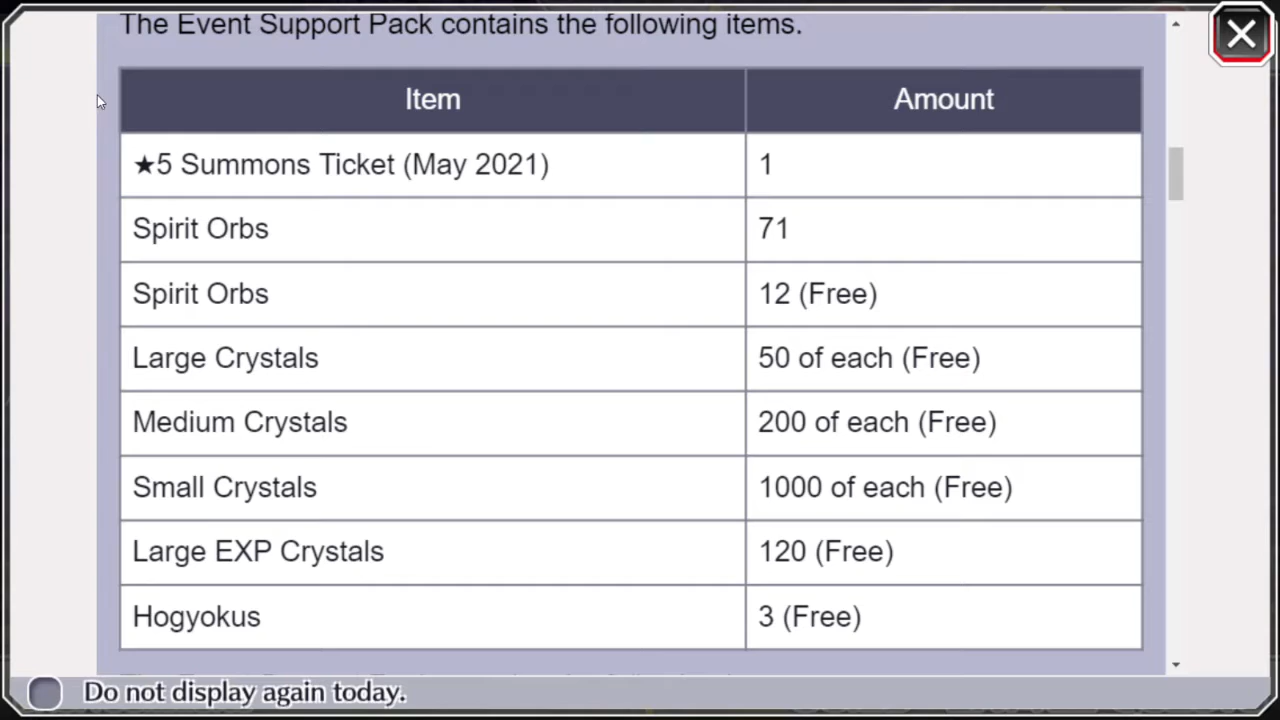 The Event Support Pack contains the following items.
Item Amount
★5 Summons Ticket (May 2021) 1
Spirit Orbs 71
Spirit Orbs 12 (Free)
Large Crystals 50 of each (Free)
Medium Crystals 200 of each (Free)
Small Crystals 1000 of each (Free)
Large EXP Crystals 120 (Free)
Hogyokus 3 (Free)
Do not display again today.